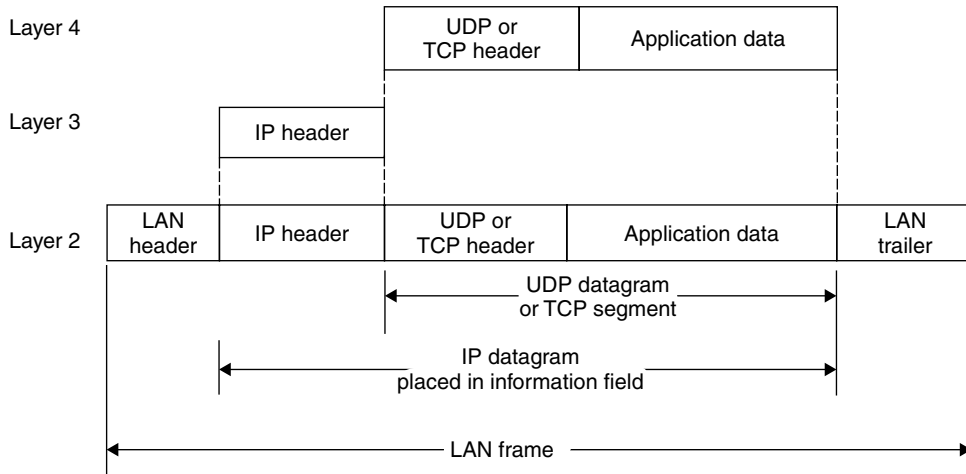 Layer 4
UDP or
TCP header
Application data
Layer 3
IP header
Layer 2
LAN
header
IP header
UDP or
TCP header
Application data
LAN
trailer
UDP datagram
or TCP segment
IP datagram
placed in information field
LAN frame